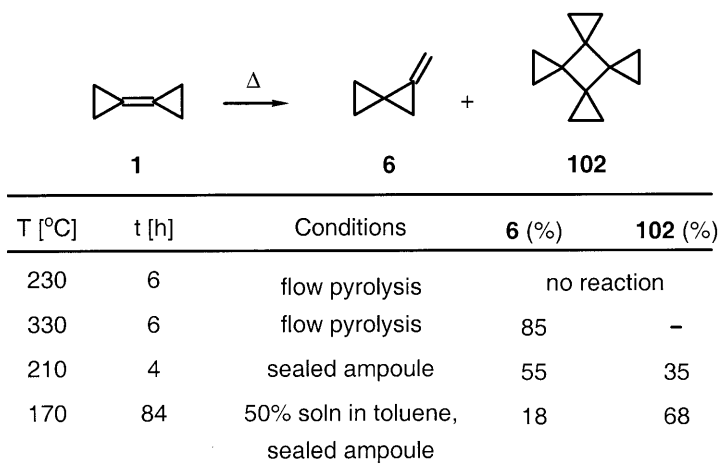 Δ
+
1 6 102
T [°C] t [h] Conditions 6 (%) 102 (%)
230 6 flow pyrolysis no reaction
330 6 flow pyrolysis 85 –
210 4 sealed ampoule 55 35
170 84 50% soln in toluene, 18 68
sealed ampoule